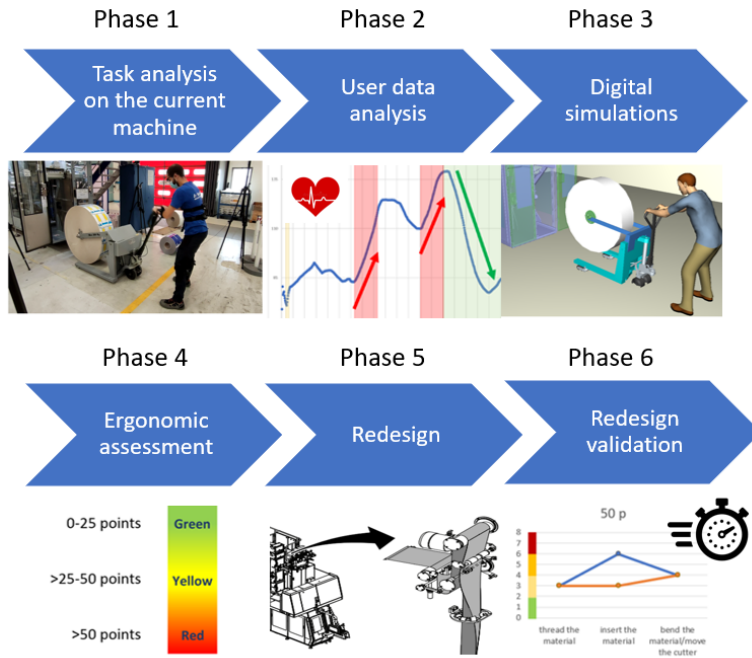 Phase 1
Phase 2
Phase 3
Task analysis
on the current
machine
User data
analysis
Digital
simulations
Phase 4
Phase 5
Phase 6
Ergonomic
assessment
Redesign
Redesign
validation
0-25 points
Green
>25-50 points
Yellow
>50 points
Red
50 p
8
7
6
5
4
3
2
1
0
thread the
material
insert the
material
bend the
material/move
the cutter